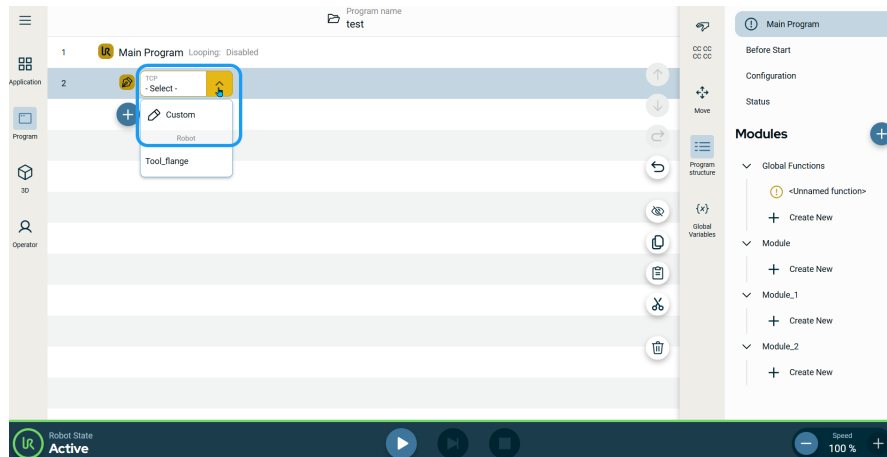 Program name
test
Application
Program
3D
Operator
1 UR Main Program Looping: Disabled
2 TCP
- Select -
Custom
Robot
Tool_flange
CC CC
CC CC
Move
Program
structure
{x}
Global
Variables
Main Program
Before Start
Configuration
Status
Modules
Global Functions
<Unnamed function>
Create New
Module
Create New
Module_1
Create New
Module_2
Create New
UR
Robot State
Active
Speed
100 %